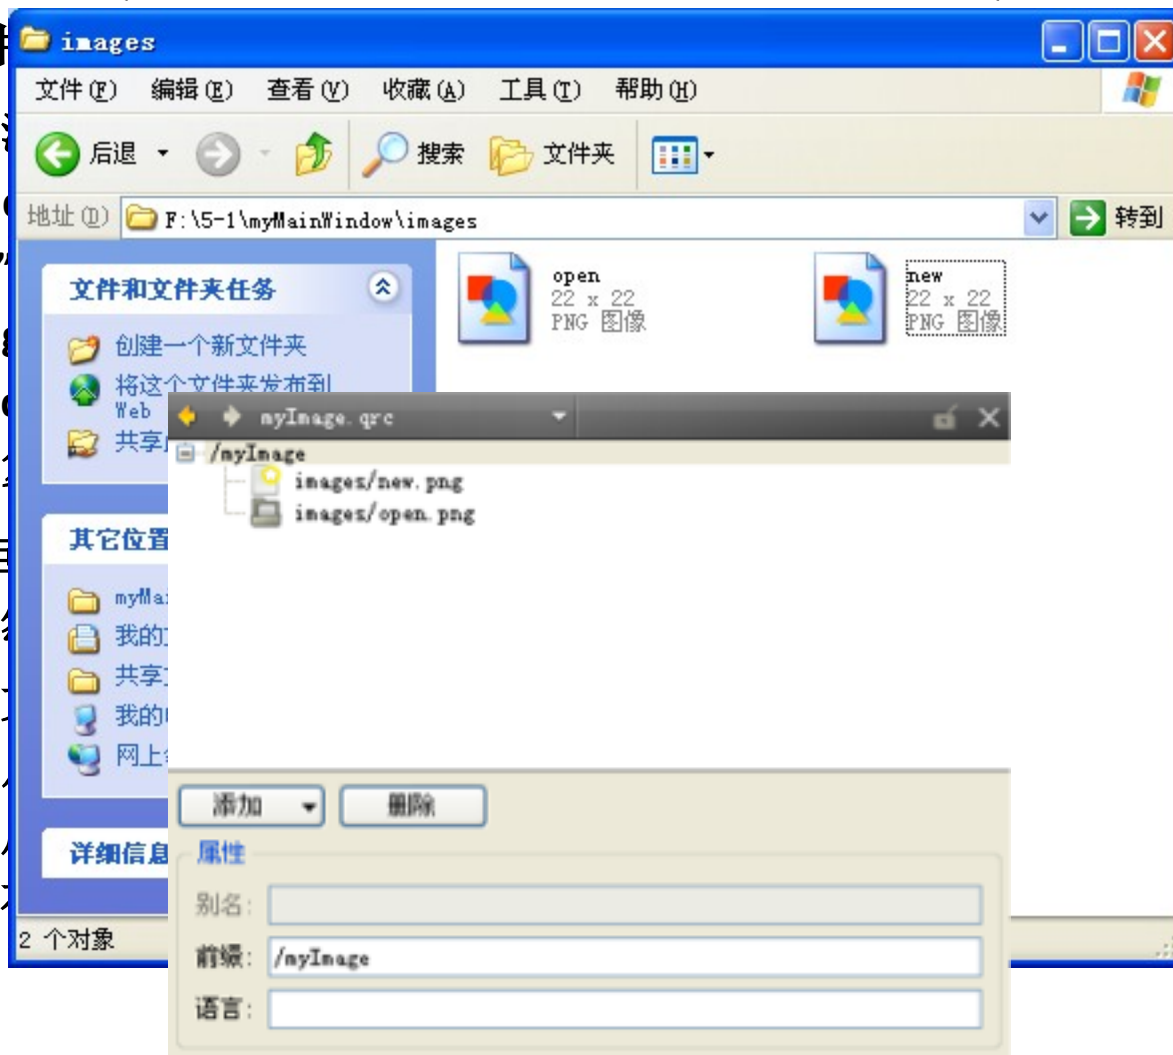 images
文件(F) 编辑(E) 查看(V) 收藏(A) 工具(T) 帮助(H)
后退 搜索 文件夹
地址(D) F:\5-1\myMainWindow\images 转到
文件和文件夹任务
创建一个新文件夹
将这个文件夹发布到
Web
共享
其它位置
我的
共享
我的
网上
详细信息
2 个对象
open
22 x 22
PNG 图像
new
22 x 22
PNG 图像
myImage.qrc
/myImage
images/new.png
images/open.png
添加 删除
属性
别名:
前缀: /myImage
语言: